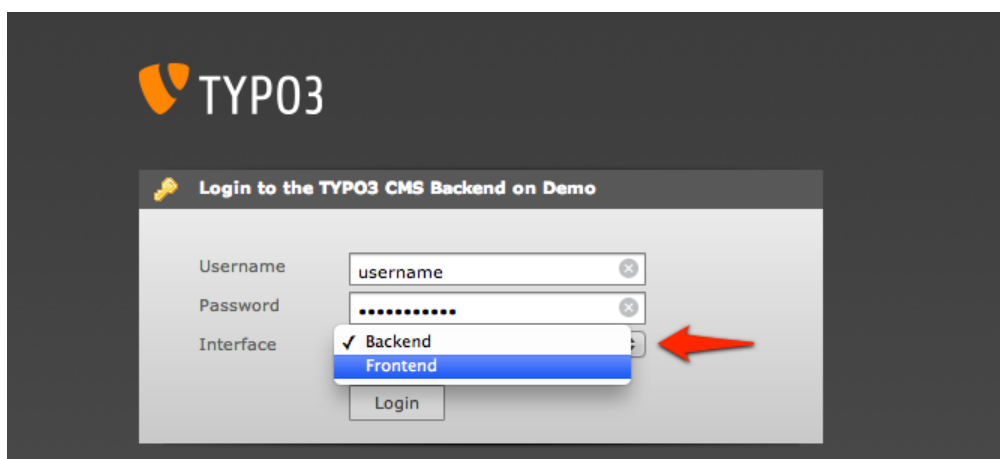 TYPO3
Login to the TYPO3 CMS Backend on Demo
Username
username
Password
•••••••••••
Interface
✓ Backend
Frontend
Login